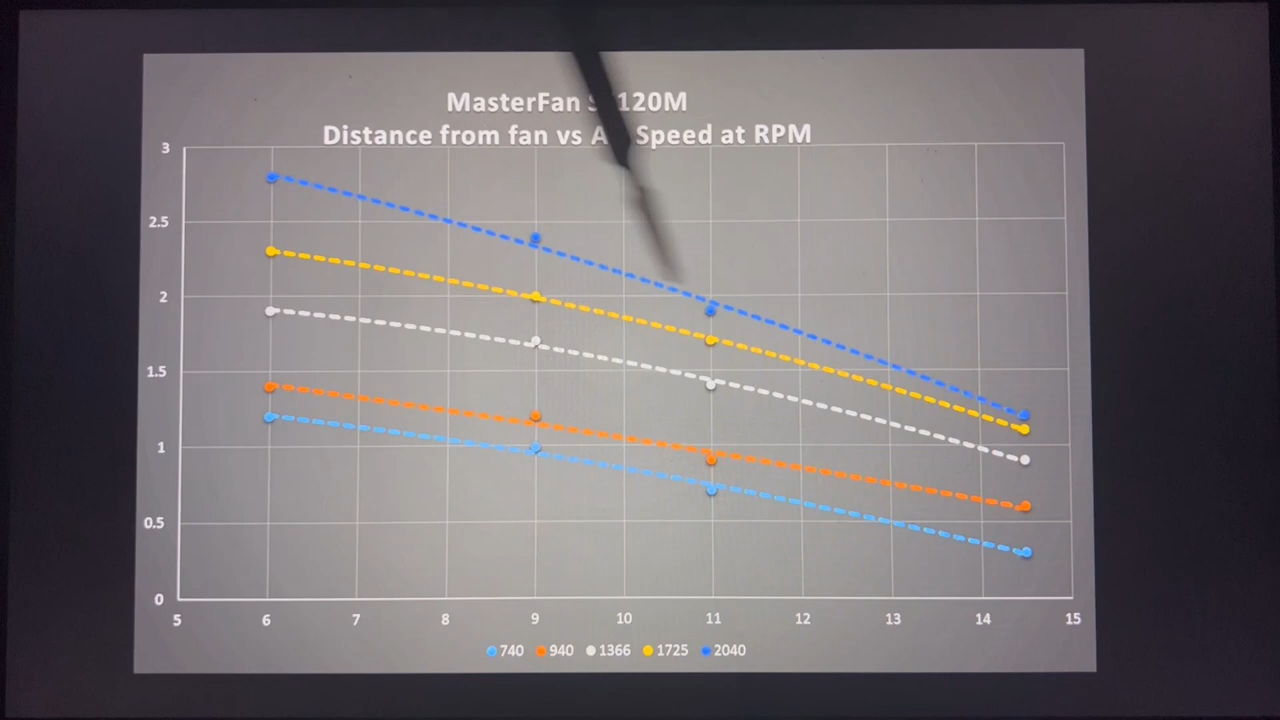 MasterFan 120M
Distance from fan vs Speed at RPM
3
2.5
2
1.5
1
0.5
0
5 6 7 8 9 10 11 12 13 14 15
740 940 1366 1725 2040